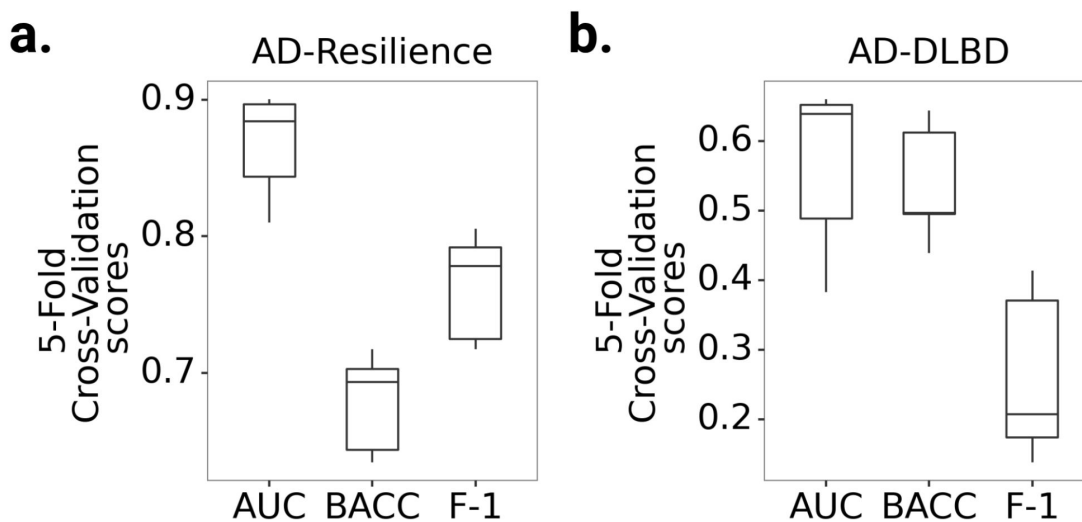 a.
AD-Resilience
5-Fold
Cross-Validation
scores
0.9
0.8
0.7
AUC BACC F-1
b.
AD-DLBD
5-Fold
Cross-Validation
scores
0.6
0.5
0.4
0.3
0.2
AUC BACC F-1